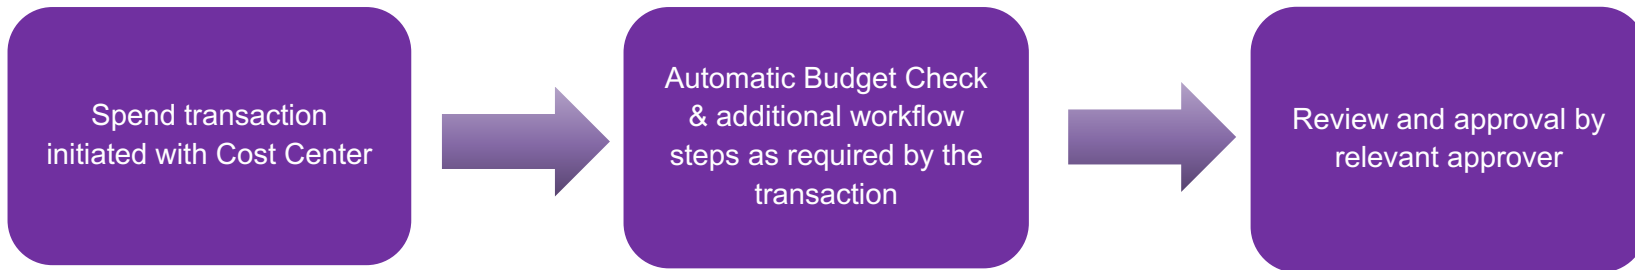 Spend transaction
initiated with Cost Center
Automatic Budget Check
& additional workflow
steps as required by the
transaction
Review and approval by
relevant approver